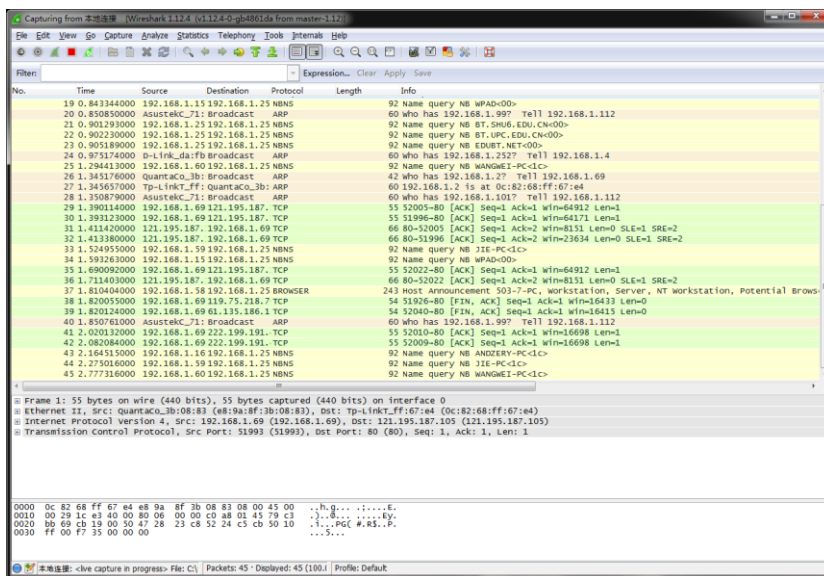 Capturing from 本地连接 [Wireshark 1.12.4 (v1.12.4-0-gb4861da from master-1.12)]
File Edit View Go Capture Analyze Statistics Telephony Tools Internals Help
Filter: Expression... Clear Apply Save
No. Time Source Destination Protocol Length Info
19 0.843344000 192.168.1.15 192.168.1.25 NBNS 92 Name query NB WPAD<00>
20 0.850850000 AsustekC_71: Broadcast ARP 60 Who has 192.168.1.99? Tell 192.168.1.112
21 0.901293000 192.168.1.15 192.168.1.25 NBNS 92 Name query NB BT.SHU6.EDU.CN<00>
22 0.902230000 192.168.1.15 192.168.1.25 NBNS 92 Name query NB BT.UPC.EDU.CN<00>
23 0.905189000 192.168.1.15 192.168.1.25 NBNS 92 Name query NB EDUBT.NET<00>
24 0.975174000 D-Link_da:fb Broadcast ARP 60 Who has 192.168.1.252? Tell 192.168.1.4
25 1.294413000 192.168.1.60 192.168.1.25 NBNS 92 Name query NB WANGWEI-PC<1c>
26 1.345176000 QuantaCo_3b: Broadcast ARP 42 Who has 192.168.1.2? Tell 192.168.1.69
27 1.345657000 Tp-LinkT_ff: QuantaCo_3b: ARP 60 192.168.1.2 is at 0c:82:68:ff:67:e4
28 1.350879000 AsustekC_71: Broadcast ARP 60 Who has 192.168.1.101? Tell 192.168.1.112
29 1.390114000 192.168.1.69 121.195.187. TCP 55 52005→80 [ACK] Seq=1 Ack=1 Win=64912 Len=1
30 1.393123000 192.168.1.69 121.195.187. TCP 55 51996→80 [ACK] Seq=1 Ack=1 Win=64171 Len=1
31 1.411420000 121.195.187. 192.168.1.69 TCP 66 80→52005 [ACK] Seq=1 Ack=2 Win=8151 Len=0 SLE=1 SRE=2
32 1.413380000 121.195.187. 192.168.1.69 TCP 66 80→51996 [ACK] Seq=1 Ack=2 Win=23634 Len=0 SLE=1 SRE=2
33 1.524955000 192.168.1.59 192.168.1.25 NBNS 92 Name query NB JIE-PC<1c>
34 1.593263000 192.168.1.15 192.168.1.25 NBNS 92 Name query NB WPAD<00>
35 1.690092000 192.168.1.69 121.195.187. TCP 55 52022→80 [ACK] Seq=1 Ack=1 Win=64912 Len=1
36 1.711403000 121.195.187. 192.168.1.69 TCP 66 80→52022 [ACK] Seq=1 Ack=2 Win=8151 Len=0 SLE=1 SRE=2
37 1.810404000 192.168.1.58 192.168.1.25 BROWSER 243 Host Announcement 503-7-PC, Workstation, Server, NT Workstation, Potential Brows
38 1.820055000 192.168.1.69 119.75.218.7 TCP 54 51926→80 [FIN, ACK] Seq=1 Ack=1 Win=16433 Len=0
39 1.820124000 192.168.1.69 61.135.186.1 TCP 54 52040→80 [FIN, ACK] Seq=1 Ack=1 Win=16415 Len=0
40 1.850761000 AsustekC_71: Broadcast ARP 60 Who has 192.168.1.99? Tell 192.168.1.112
41 2.020132000 192.168.1.69 222.199.191. TCP 55 52010→80 [ACK] Seq=1 Ack=1 Win=16698 Len=1
42 2.082084000 192.168.1.69 222.199.191. TCP 55 52009→80 [ACK] Seq=1 Ack=1 Win=16698 Len=1
43 2.164515000 192.168.1.16 192.168.1.25 NBNS 92 Name query NB ANDZERY-PC<1c>
44 2.275016000 192.168.1.59 192.168.1.25 NBNS 92 Name query NB JIE-PC<1c>
45 2.777316000 192.168.1.60 192.168.1.25 NBNS 92 Name query NB WANGWEI-PC<1c>
Frame 1: 55 bytes on wire (440 bits), 55 bytes captured (440 bits) on interface 0
Ethernet II, Src: QuantaCo_3b:08:83 (e8:9a:8f:3b:08:83), Dst: Tp-LinkT_ff:67:e4 (0c:82:68:ff:67:e4)
Internet Protocol Version 4, Src: 192.168.1.69 (192.168.1.69), Dst: 121.195.187.105 (121.195.187.105)
Transmission Control Protocol, Src Port: 51993 (51993), Dst Port: 80 (80), Seq: 1, Ack: 1, Len: 1
0000 0c 82 68 ff 67 e4 e8 9a 8f 3b 08 83 08 00 45 00 ..h.g... .;....E.
0010 00 29 1c e3 40 00 80 06 00 00 c0 a8 01 45 79 c3 .)..@... .....Ey.
0020 bb 69 cb 19 00 50 47 28 23 c8 52 24 c5 cb 50 10 .i...PG( #.R$..P.
0030 ff 00 f7 35 00 00 00 ...5...
本地连接: <live capture in progress> File: C:\ Packets: 45 · Displayed: 45 (100. Profile: Default